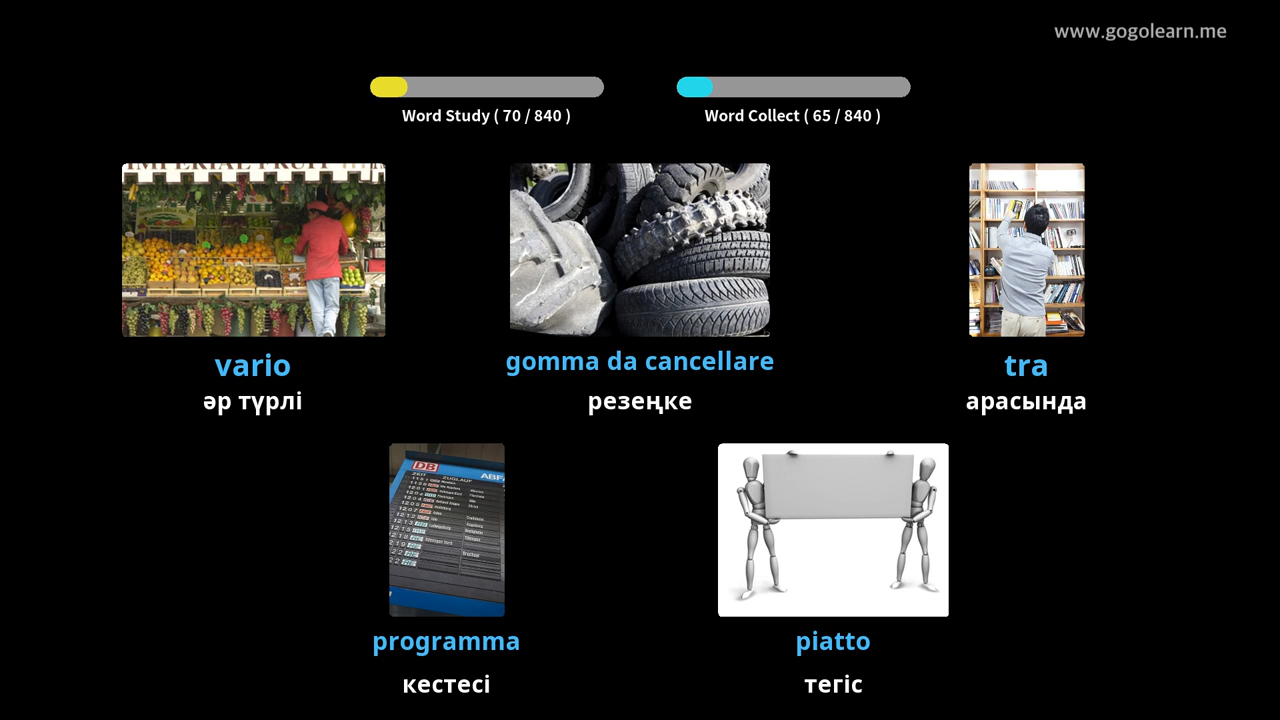 www.gogolearn.me
Word Study ( 70 / 840 )
Word Collect ( 65 / 840 )
vario
әр түрлі
gomma da cancellare
резеңке
tra
арасында
DB
programma
кестесі
piatto
тегіс